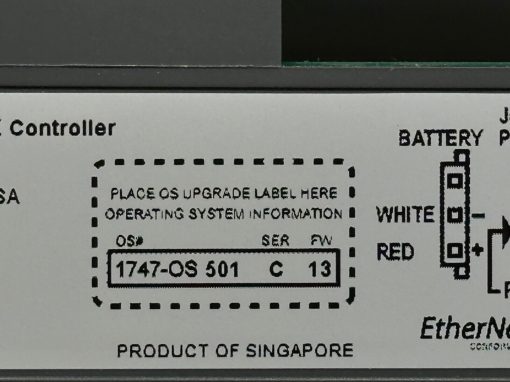 Controller
SA
PLACE OS UPGRADE LABEL HERE
OPERATING SYSTEM INFORMATION
OS# SER FW
1747-OS 501 C 13
PRODUCT OF SINGAPORE
BATTERY
WHITE -
RED +
EtherNe